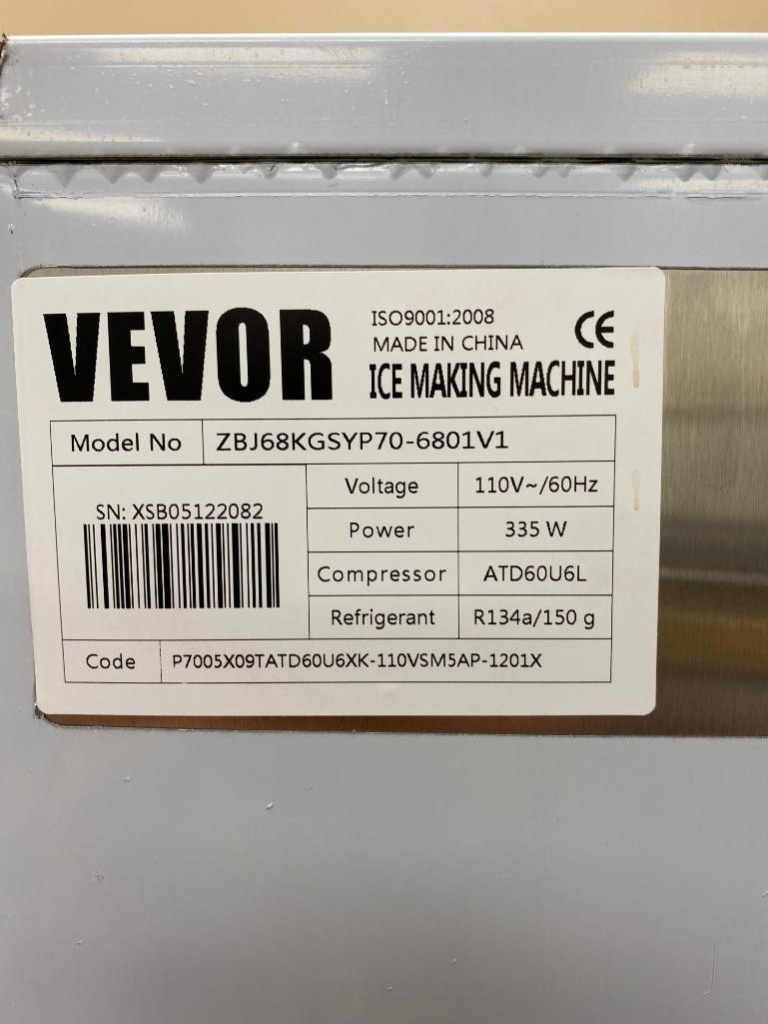 VEVOR
ISO9001:2008
CE
MADE IN CHINA
ICE MAKING MACHINE
Model No ZBJ68KGSYP70-6801V1
SN: XSB05122082
Voltage 110V~/60Hz
Power 335 W
Compressor ATD60U6L
Refrigerant R134a/150 g
Code P7005X09TATD60U6XK-110VSM5AP-1201X